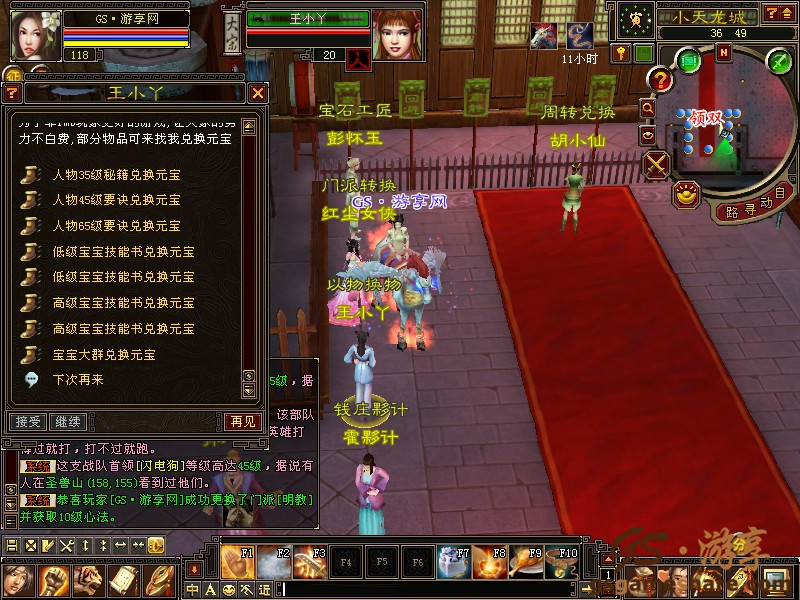 GS·游享网
118
王小丫
20
大宗
11小时
小天龙城
36 49
N
自动寻路
领双
王小丫
力不白费,部分物品可来找我兑换元宝
人物35级秘籍兑换元宝
人物45级要诀兑换元宝
人物65级要诀兑换元宝
低级宝宝技能书兑换元宝
低级宝宝技能书兑换元宝
高级宝宝技能书兑换元宝
高级宝宝技能书兑换元宝
宝宝大群兑换元宝
下次再来
接受
继续
再见
宝石工匠
彭怀玉
周转兑换
胡小仙
门派转换
GS·游享网
红尘女侠
以物换物
王小丫
钱庄夥计
霍夥计
5级，据
该部队
英雄打
得过就打，打不过就跑。
系统 这支战队首领[闪电狗]等级高达45级，据说有
人在圣兽山(158,155)看到过他们。
系统 恭喜玩家[GS·游享网]成功更换了门派[明教]
并获取10级心法。
F1
F2
F3
F4
F5
F6
F7
F8
F9
F10
1
中
A
近
GS·游享